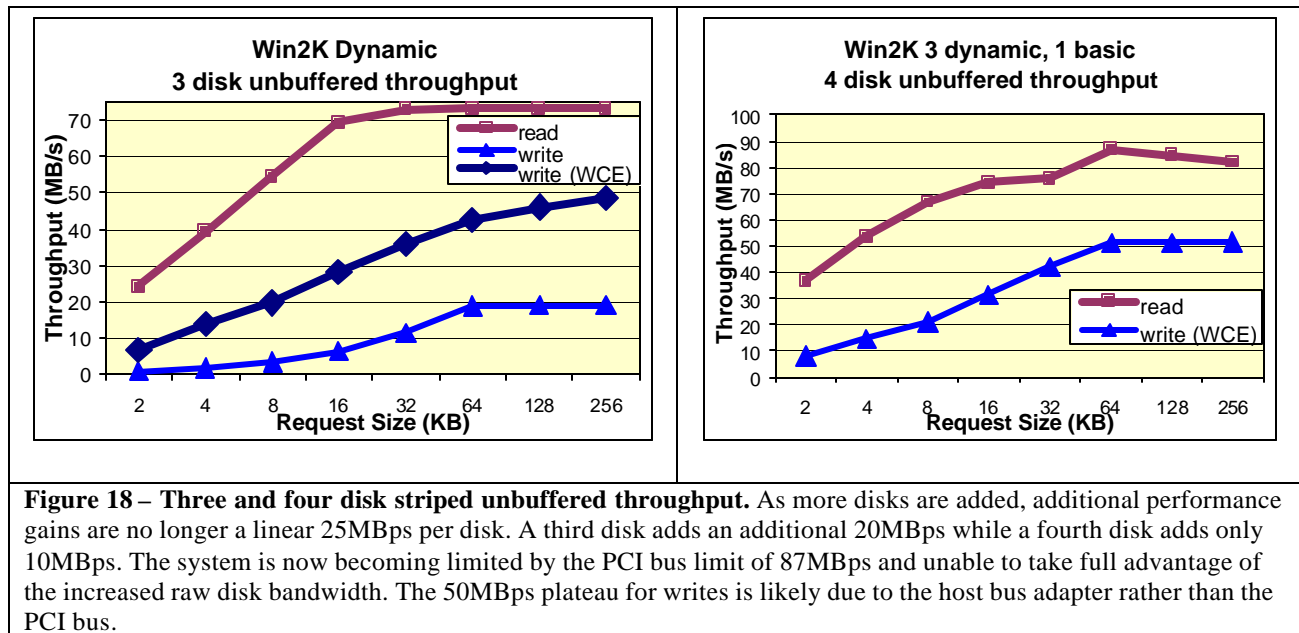 Win2K Dynamic
3 disk unbuffered throughput
Throughput (MB/s)
70
60
50
40
30
20
10
0
read
write
write (WCE)
2 4 8 16 32 64 128 256
Request Size (KB)
Win2K 3 dynamic, 1 basic
4 disk unbuffered throughput
Throughput (MB/s)
100
90
80
70
60
50
40
30
20
10
0
read
write (WCE)
2 4 8 16 32 64 128 256
Request Size (KB)
Figure 18 – Three and four disk striped unbuffered throughput. As more disks are added, additional performance
gains are no longer a linear 25MBps per disk. A third disk adds an additional 20MBps while a fourth disk adds only
10MBps. The system is now becoming limited by the PCI bus limit of 87MBps and unable to take full advantage of
the increased raw disk bandwidth. The 50MBps plateau for writes is likely due to the host bus adapter rather than the
PCI bus.